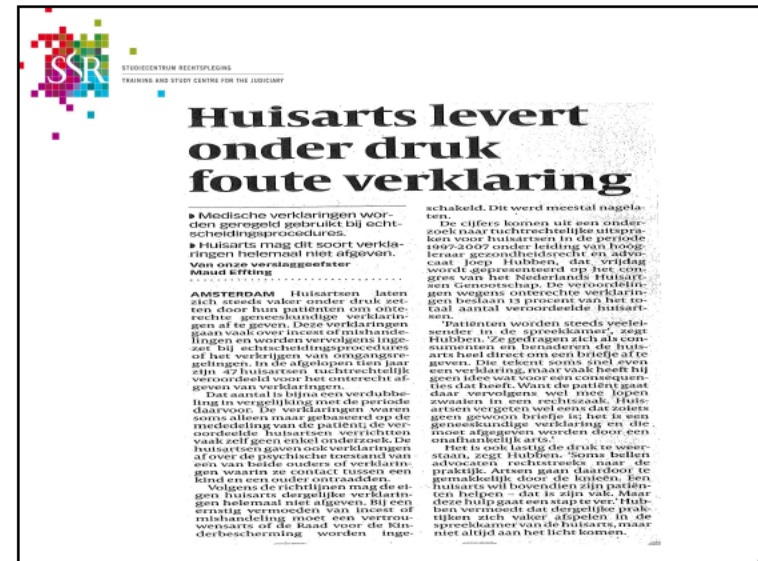 SSR
STUDIECENTRUM RECHTSPLEGING
TRAINING AND STUDY CENTRE FOR THE JUDICIARY
Huisarts levert
onder druk
foute verklaring
▶ Medische verklaringen wor-
den geregeld gebruikt bij echt-
scheidingsprocedures.
▶ Huisarts mag dit soort verkla-
ringen helemaal niet afgeven.
Van onze verslaggeefster
Maud Effting
AMSTERDAM Huisartsen laten
zich steeds vaker onder druk zet-
ten door hun patiënten om onte-
rechte geneeskundige verklarin-
gen af te geven. Deze verklaringen
gaan vaak over incest of mishande-
lingen en worden vervolgens inge-
zet bij echtscheidingsprocedures
of het verkrijgen van omgangsre-
gelingen. In de afgelopen tien jaar
zijn 47 huisartsen tuchtrechtelijk
veroordeeld voor het onterecht af-
geven van verklaringen.
Dat aantal is bijna een verdubbe-
ling in vergelijking met de periode
daarvoor. De verklaringen waren
soms alleen maar gebaseerd op de
mededeling van de patiënt; de ver-
oordeelde huisartsen verrichtten
vaak zelf geen enkel onderzoek. De
huisartsen gaven ook verklaringen
af over de psychische toestand van
een van beide ouders of verklarin-
gen waarin ze contact tussen een
kind en een ouder ontraadden.
Volgens de richtlijnen mag de ei-
gen huisarts dergelijke verklarin-
gen helemaal niet afgeven. Bij een
ernstig vermoeden van incest of
mishandeling moet een vertrou-
wensarts of de Raad voor de Kin-
derbescherming worden inge-
schakeld. Dit werd meestal nagela-
ten.
De cijfers komen uit een onder-
zoek naar tuchtrechtelijke uitspra-
ken voor huisartsen in de periode
1997-2007 onder leiding van hoog-
leraar gezondheidsrecht en advo-
caat Joep Hubben, dat vrijdag
wordt gepresenteerd op het con-
gres van het Nederlands Huisart-
sen Genootschap. De veroordelin-
gen wegens onterechte verklarin-
gen beslaan 13 procent van het to-
taal aantal veroordeelde huisart-
sen.
'Patiënten worden steeds veelei-
sender in de spreekkamer', zegt
Hubben. 'Ze gedragen zich als con-
sumenten en benaderen de huis-
arts heel direct om een briefje af te
geven. Die tekent soms snel even
een verklaring, maar vaak heeft hij
geen idee wat voor een consequen-
ties dat heeft. Want de patiënt gaat
daar vervolgens wel mee lopen
zwaaien in een rechtszaak. Huis-
artsen vergeten wel eens dat zoiets
geen gewoon briefje is; het is een
geneeskundige verklaring en die
moet afgegeven worden door een
onafhankelijk arts.'
Het is ook lastig de druk te weer-
staan, zegt Hubben. 'Soms bellen
advocaten rechtstreeks naar de
praktijk. Artsen gaan daardoor te
gemakkelijk door de knieën. Een
huisarts wil bovendien zijn patiën-
ten helpen – dat is zijn vak. Maar
deze hulp gaat een stap te ver.' Hub-
ben vermoedt dat dergelijke prak-
tijken zich vaker afspelen in de
spreekkamer van de huisarts, maar
niet altijd aan het licht komen.